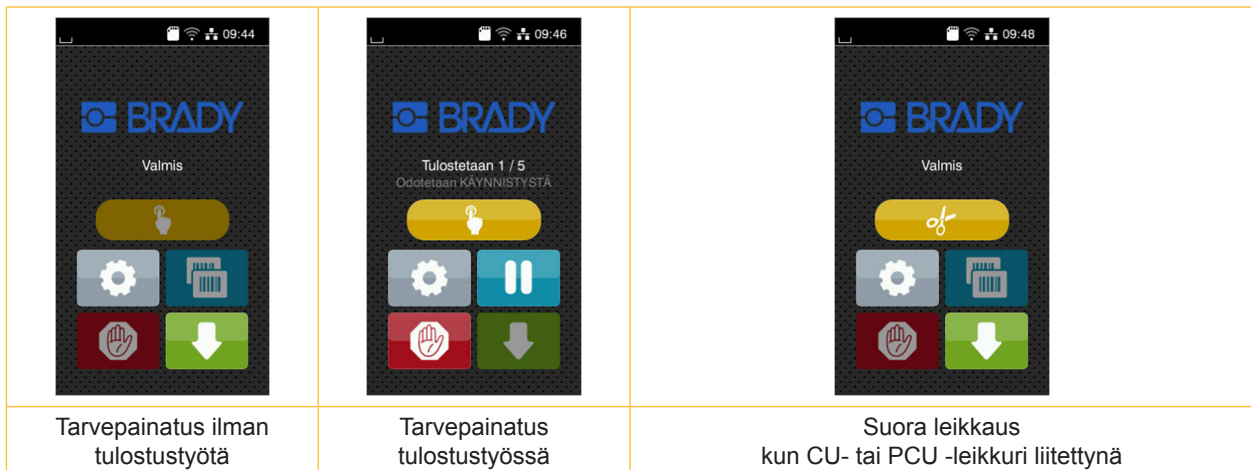 09:44
BRADY
Valmis
09:46
BRADY
Tulostetaan 1 / 5
Odotetaan KÄYNNISTYSTÄ
09:48
BRADY
Valmis
Tarvepainatus ilman
tulostustyötä
Tarvepainatus
tulostustyössä
Suora leikkaus
kun CU- tai PCU -leikkuri liitettynä